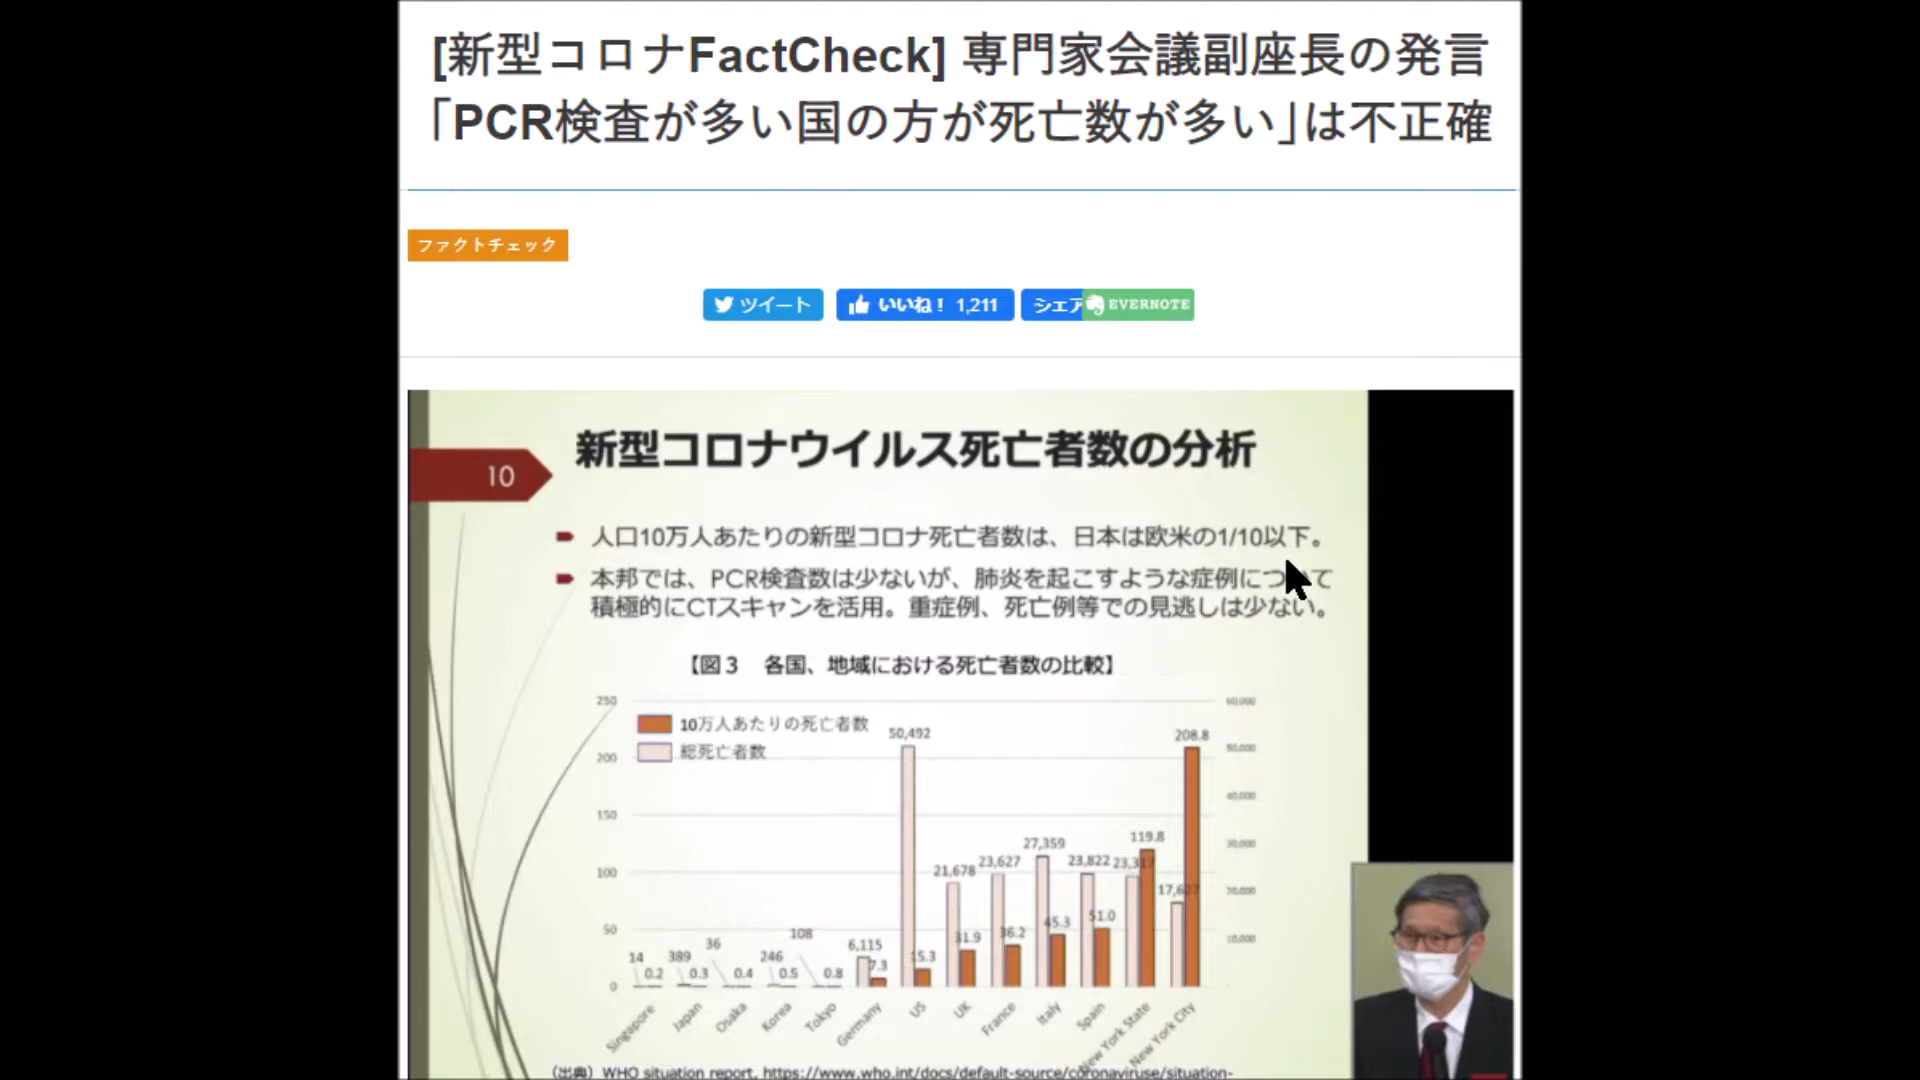 [新型コロナFactCheck] 専門家会議副座長の発言
「PCR検査が多い国の方が死亡数が多い」は不正確
ファクトチェック
ツイート いいね！ 1,211 シェア EVERNOTE
10
新型コロナウイルス死亡者数の分析
人口10万人あたりの新型コロナ死亡者数は、日本は欧米の1/10以下。
本邦では、PCR検査数は少ないが、肺炎を起こすような症例について
積極的にCTスキャンを活用。重症例、死亡例等での見逃しは少ない。
【図３ 各国、地域における死亡者数の比較】
10万人あたりの死亡者数
総死亡者数
250
200
150
100
50
0
60,000
50,000
40,000
30,000
20,000
10,000
14 389 36 246 108 6,115 50,492 21,678 23,627 27,359 23,822 23,317
0.2 0.3 0.4 0.5 0.8 7.3 15.3 31.9 36.2 45.3 51.0 119.8 208.8
Singapore Japan Osaka Korea Tokyo Germany US UK France Italy Spain New York State New York City
（出典）WHO situation report, https://www.who.int/docs/default-source/coronaviruse/situation-